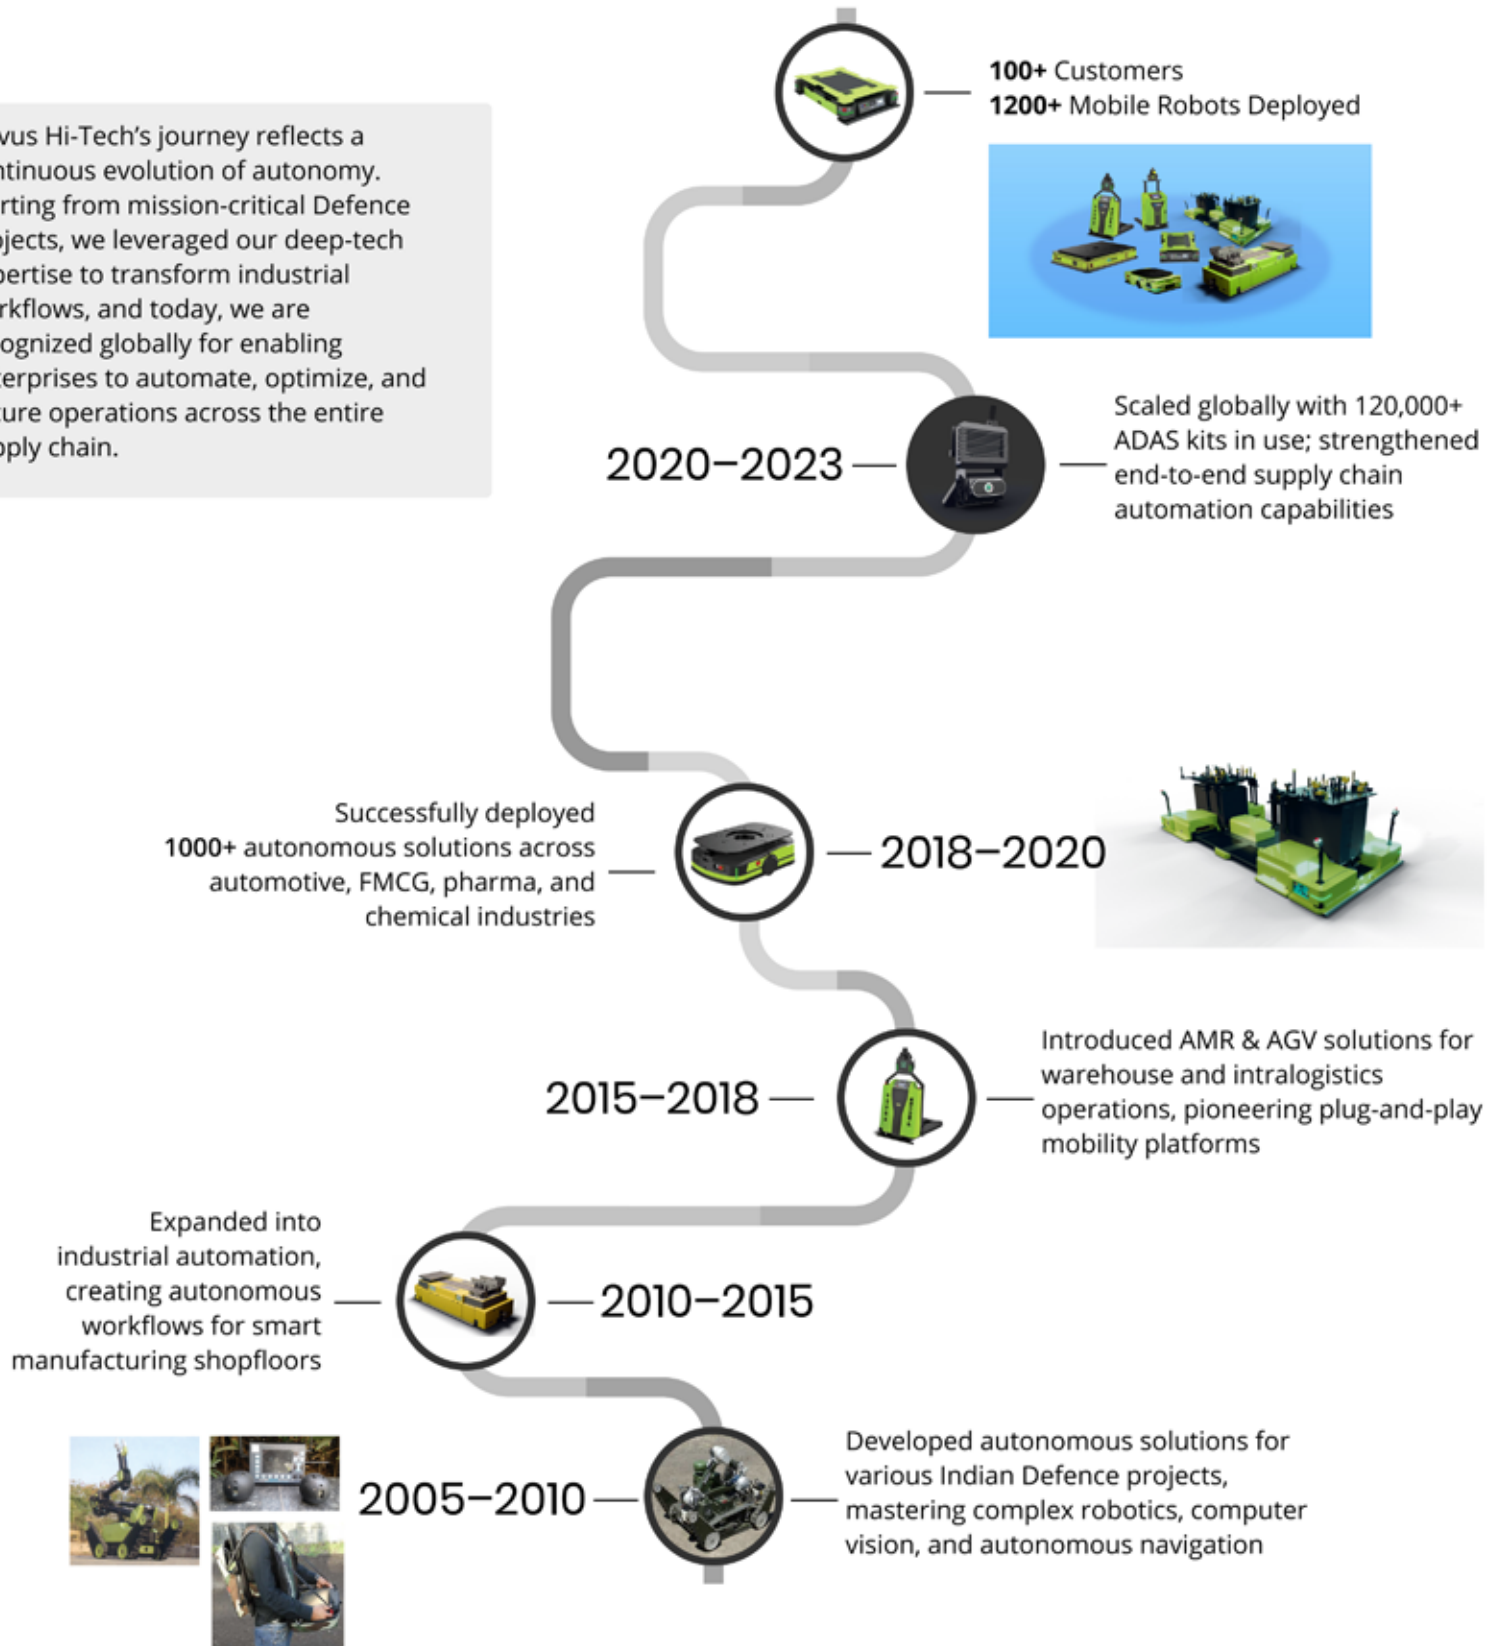 100+ Customers
1200+ Mobile Robots Deployed
vus Hi-Tech's journey reflects a
ntinuous evolution of autonomy.
rting from mission-critical Defence
jects, we leveraged our deep-tech
pertise to transform industrial
rkflows, and today, we are
ognized globally for enabling
terprises to automate, optimize, and
ture operations across the entire
pply chain.
2020–2023
Scaled globally with 120,000+
ADAS kits in use; strengthened
end-to-end supply chain
automation capabilities
Successfully deployed
1000+ autonomous solutions across
automotive, FMCG, pharma, and
chemical industries
2018–2020
2015–2018
Introduced AMR & AGV solutions for
warehouse and intralogistics
operations, pioneering plug-and-play
mobility platforms
Expanded into
industrial automation,
creating autonomous
workflows for smart
manufacturing shopfloors
2010–2015
2005–2010
Developed autonomous solutions for
various Indian Defence projects,
mastering complex robotics, computer
vision, and autonomous navigation